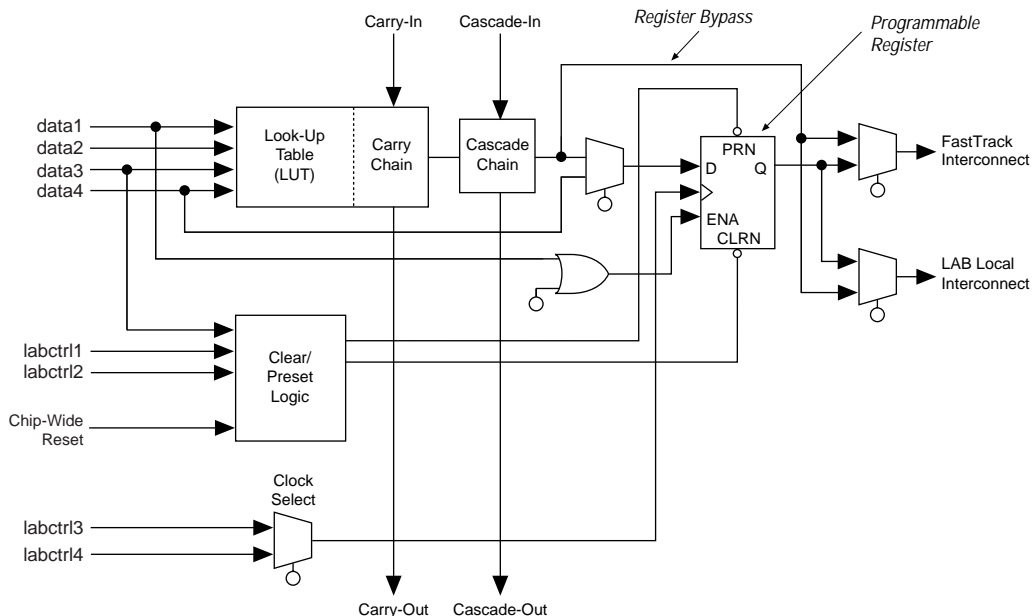 Carry-In
Cascade-In
Register Bypass
Programmable
Register
data1
data2
data3
data4
Look-Up
Table
(LUT)
Carry
Chain
Cascade
Chain
PRN
D
Q
ENA
CLRN
FastTrack
Interconnect
LAB Local
Interconnect
labctrl1
labctrl2
Chip-Wide
Reset
Clear/
Preset
Logic
Clock
Select
labctrl3
labctrl4
Carry-Out
Cascade-Out